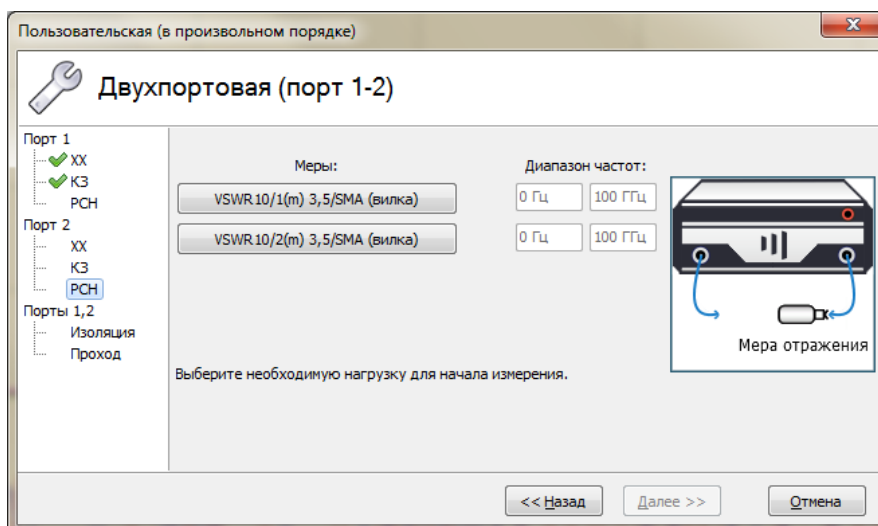 Пользовательская (в произвольном порядке)
Двухпортовая (порт 1-2)
Порт 1
ХХ
КЗ
РСН
Порт 2
ХХ
КЗ
РСН
Порты 1,2
Изоляция
Проход
Меры:
Диапазон частот:
VSWR10/1(m) 3,5/SMA (вилка)
0 Гц
100 ГГц
VSWR10/2(m) 3,5/SMA (вилка)
0 Гц
100 ГГц
Мера отражения
Выберите необходимую нагрузку для начала измерения.
<< Назад
Далее >>
Отмена